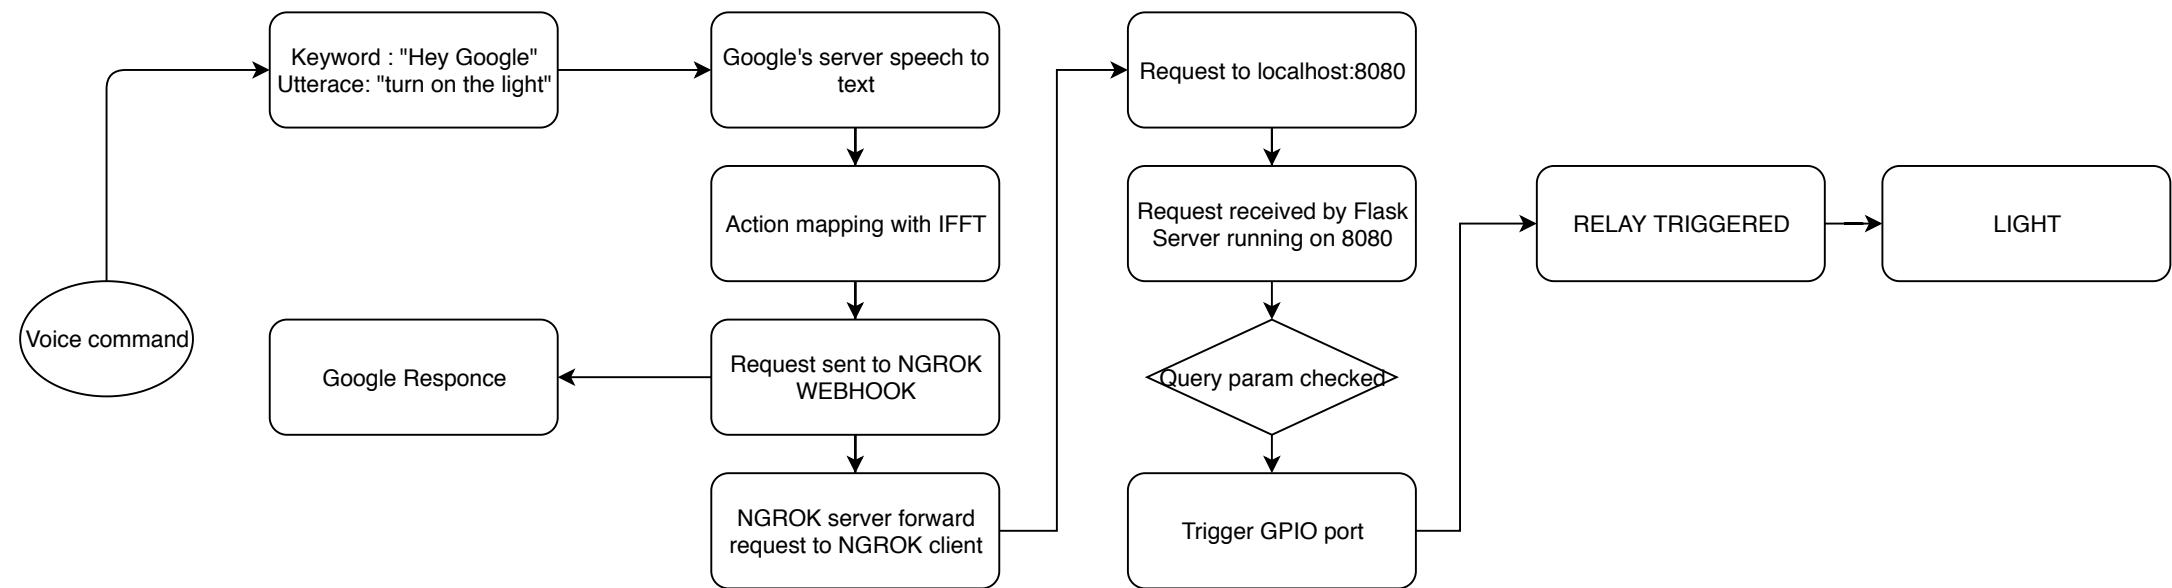 Keyword : "Hey Google"
Utterace: "turn on the light"
Google's server speech to
text
Request to localhost:8080
Action mapping with IFFT
Request received by Flask
Server running on 8080
RELAY TRIGGERED
LIGHT
Voice command
Google Responce
Request sent to NGROK
WEBHOOK
Query param checked
NGROK server forward
request to NGROK client
Trigger GPIO port